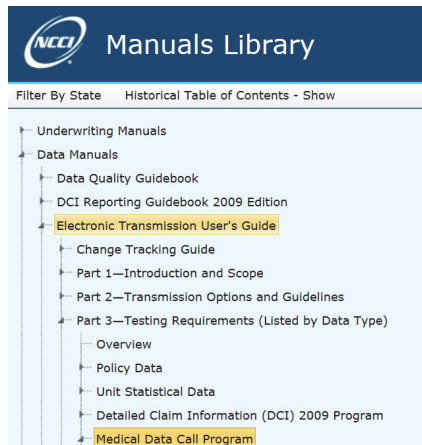 NCCI
Manuals Library
Filter By State Historical Table of Contents - Show
Underwriting Manuals
Data Manuals
Data Quality Guidebook
DCI Reporting Guidebook 2009 Edition
Electronic Transmission User's Guide
Change Tracking Guide
Part 1—Introduction and Scope
Part 2—Transmission Options and Guidelines
Part 3—Testing Requirements (Listed by Data Type)
Overview
Policy Data
Unit Statistical Data
Detailed Claim Information (DCI) 2009 Program
Medical Data Call Program